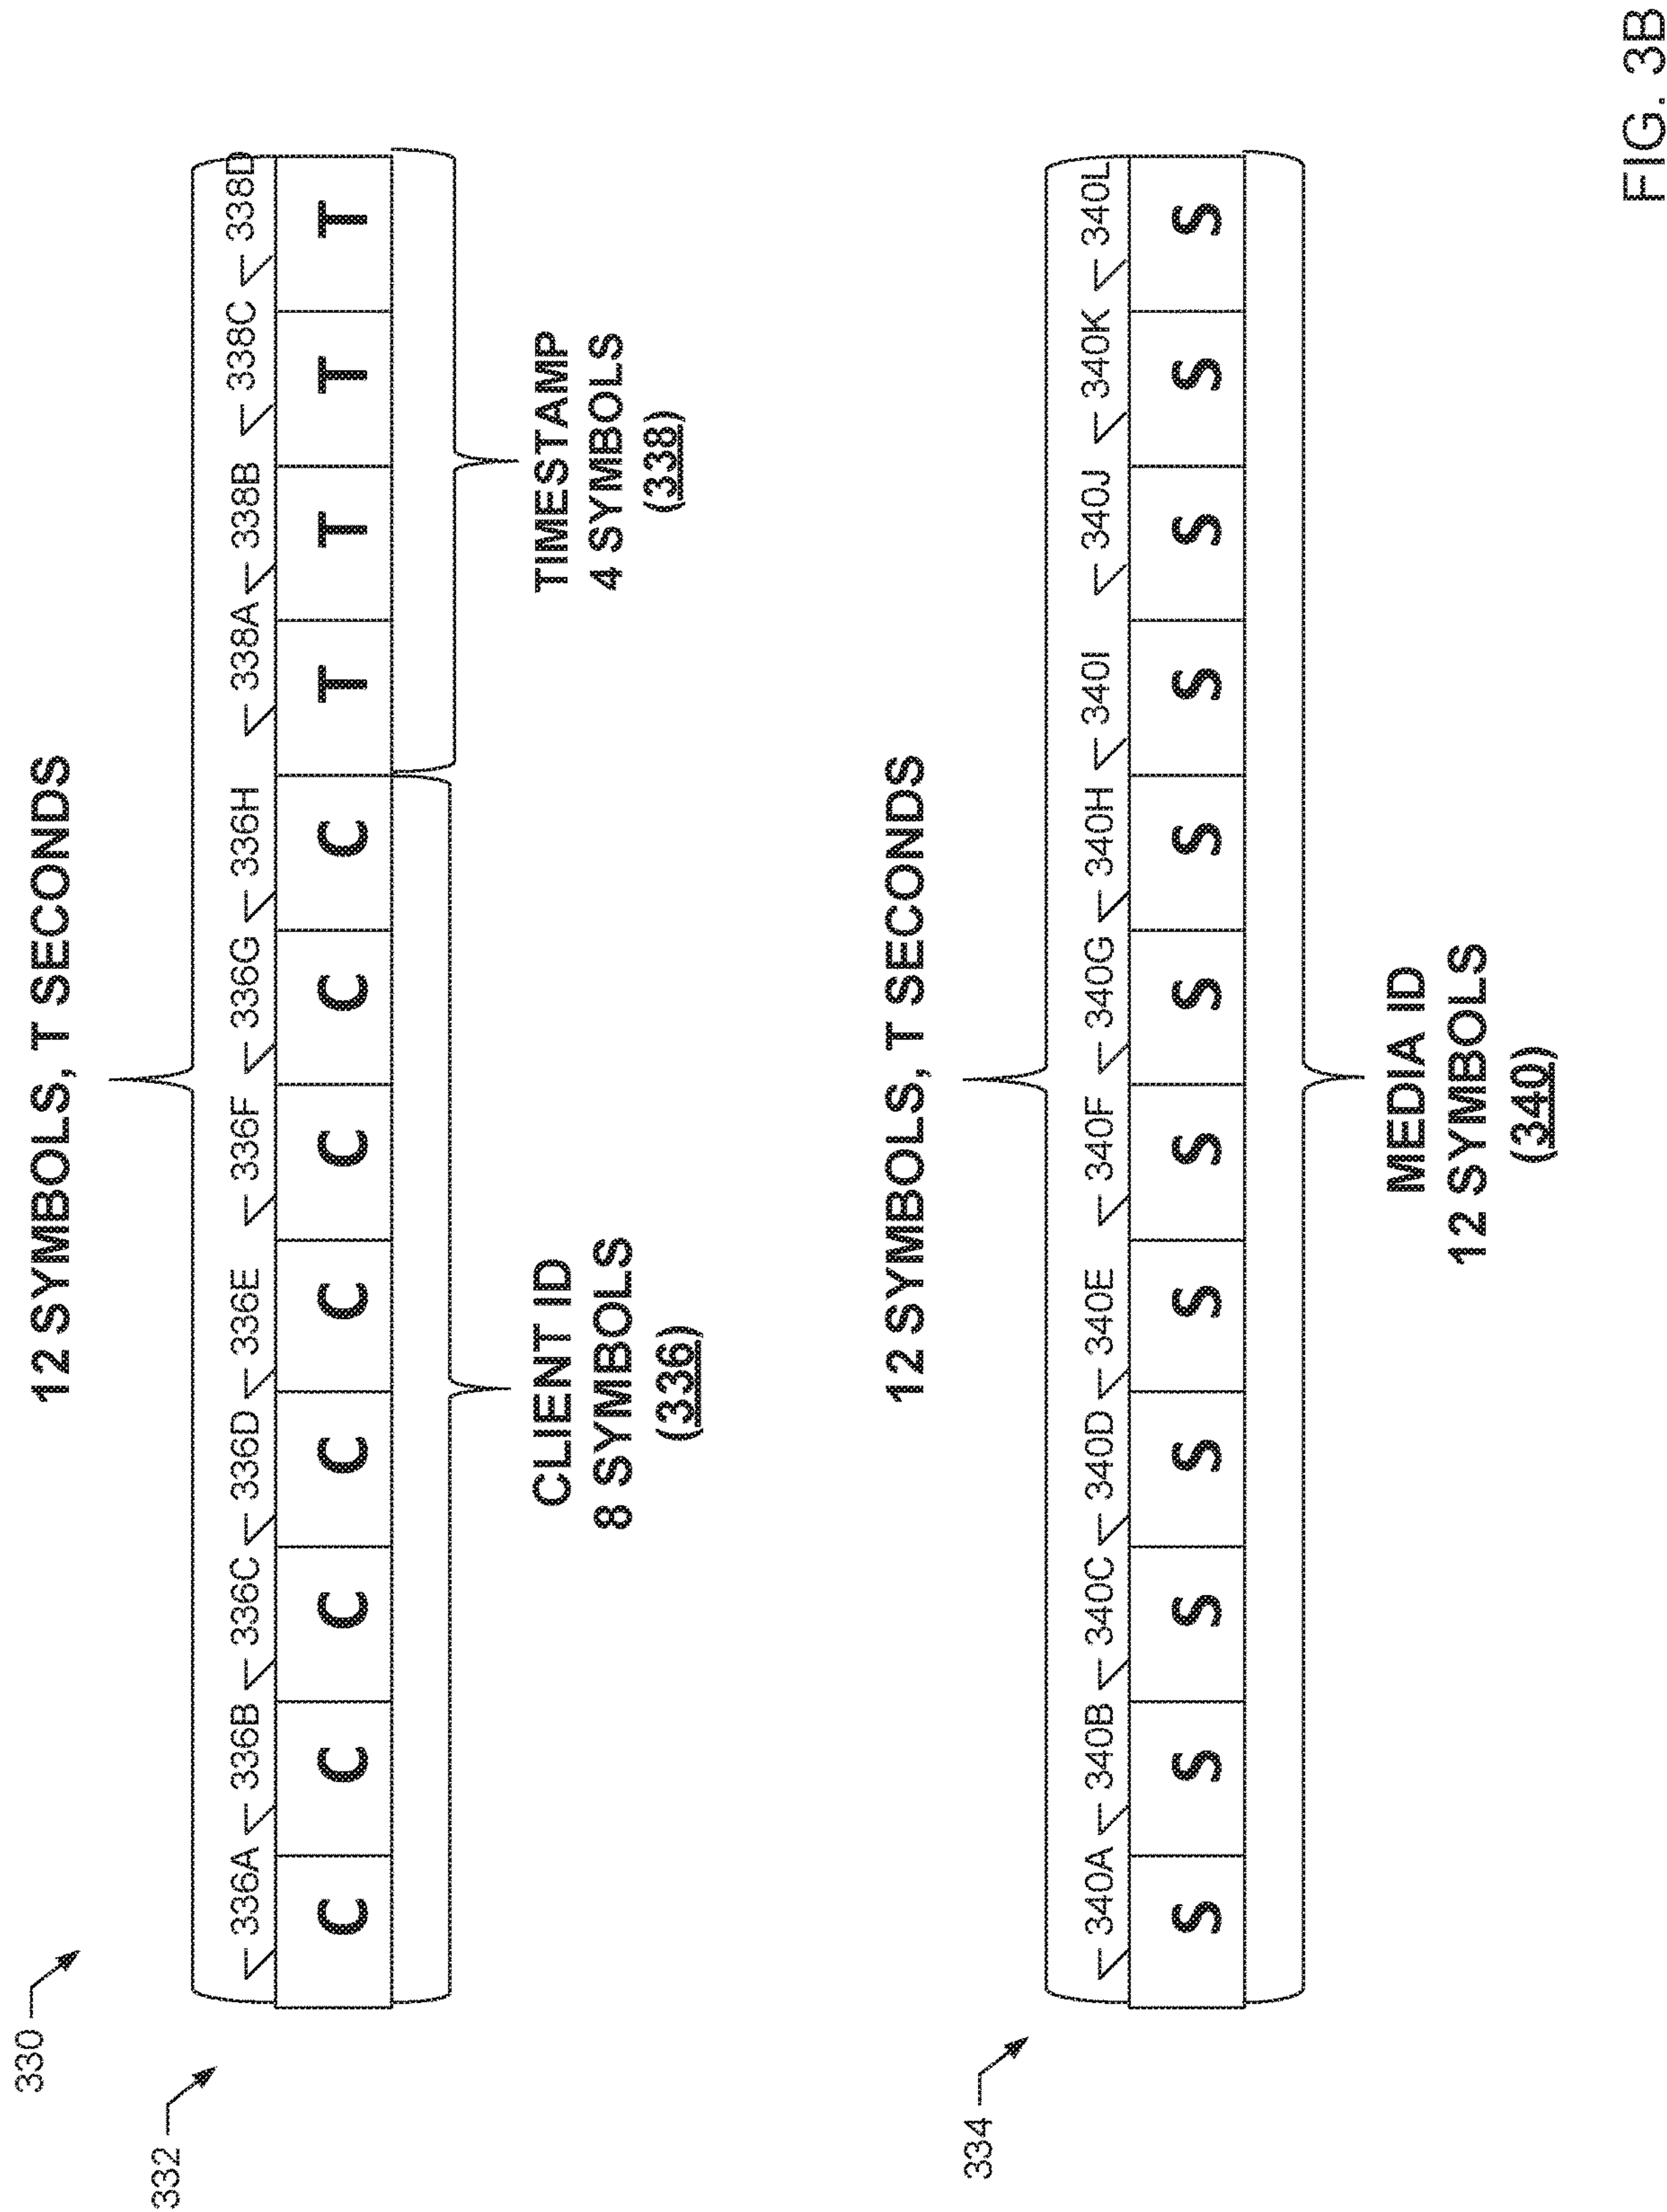 330
12 SYMBOLS, T SECONDS
332
336A 336B 336C 336D 336E 336F 336G 336H 338A 338B 338C 338D
C C C C C C C C T T T T
CLIENT ID
8 SYMBOLS
(336)
TIMESTAMP
4 SYMBOLS
(338)
12 SYMBOLS, T SECONDS
334
340A 340B 340C 340D 340E 340F 340G 340H 340I 340J 340K 340L
S S S S S S S S S S S S
MEDIA ID
12 SYMBOLS
(340)
FIG. 3B